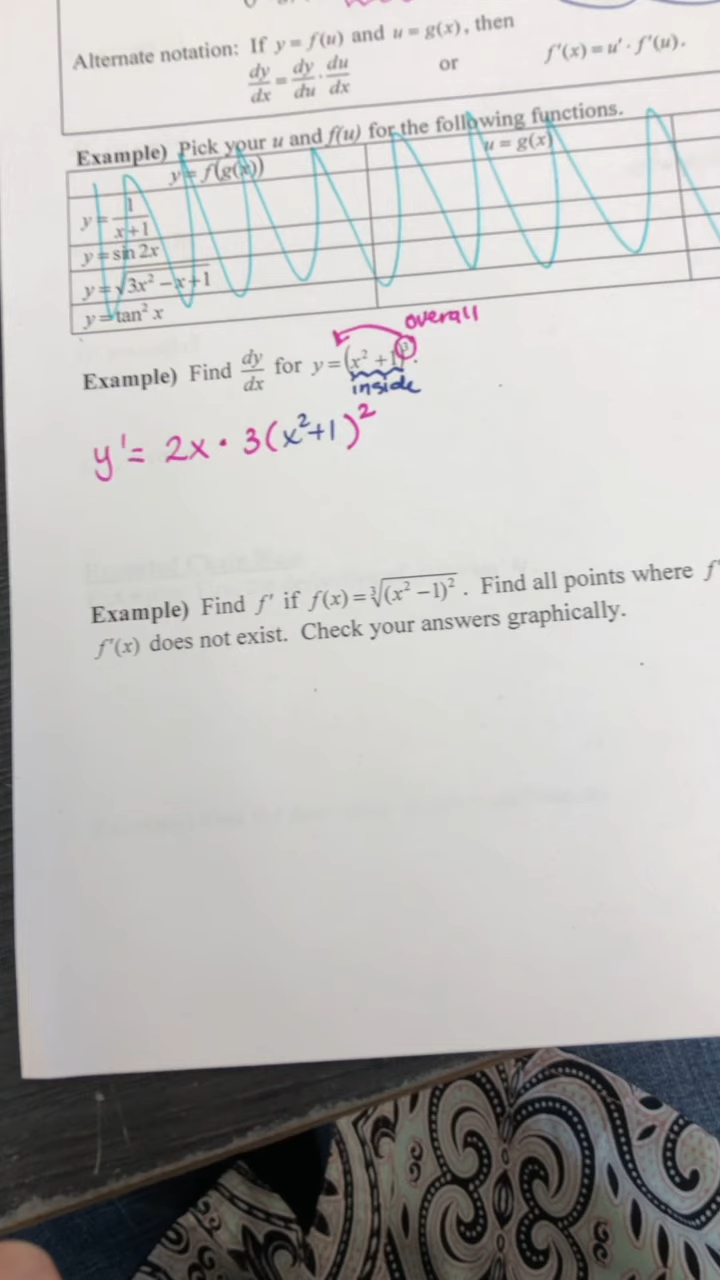 Alternate notation: If y = f(u) and u = g(x), then
dy/dx = dy/du · du/dx or f'(x) = u' · f'(u).
Example) Pick your u and f(u) for the following functions.
y = f(g(x)) u = g(x)
y = 1/(x+1)
y = sin 2x
y = √(3x² − x + 1)
y = tan² x
overall
Example) Find dy/dx for y = (x² + 1)³.
inside
y' = 2x · 3(x²+1)²
Example) Find f' if f(x) = ∛((x² − 1)²). Find all points where f'
f'(x) does not exist. Check your answers graphically.